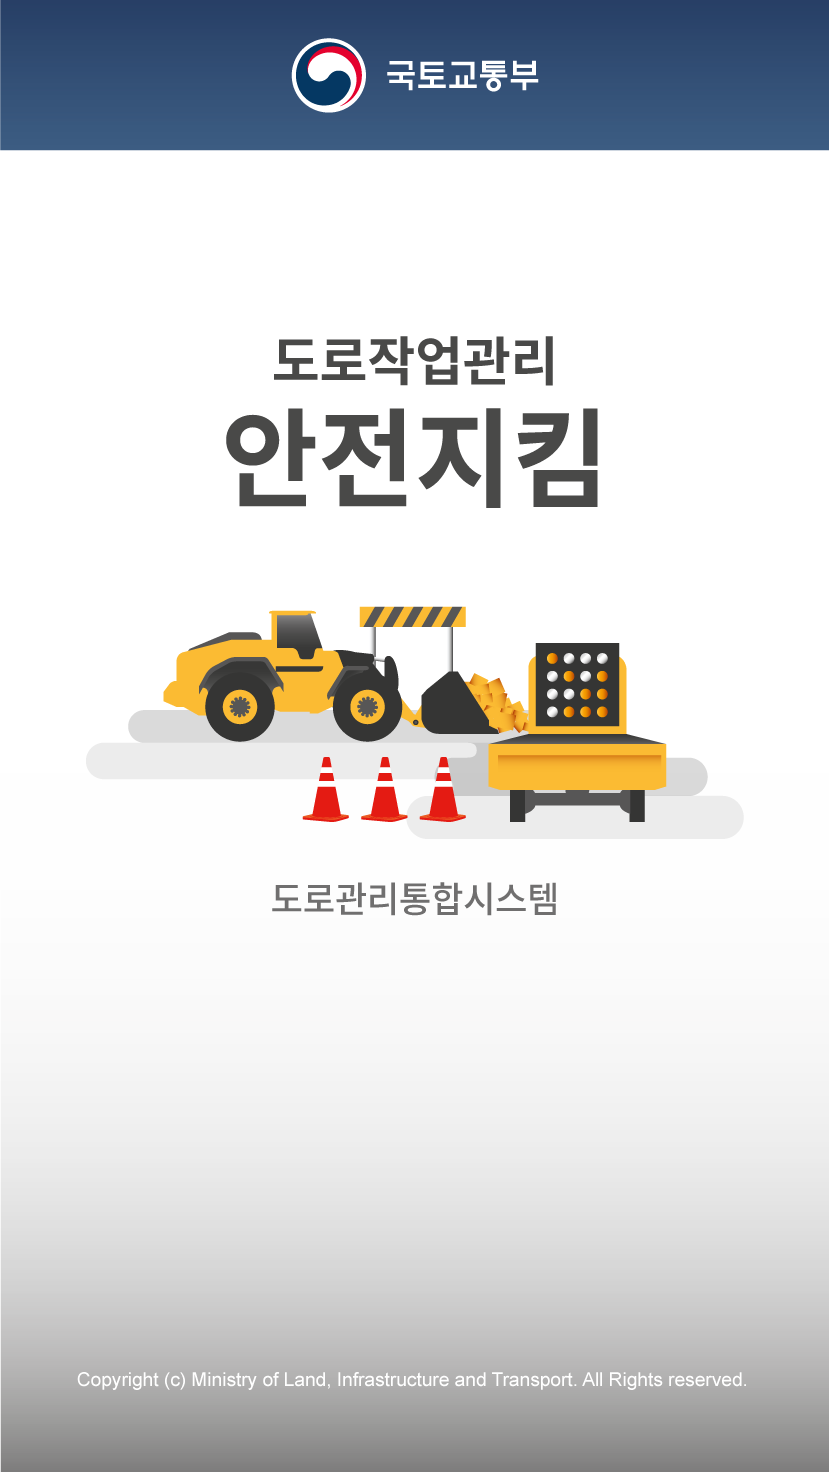 국토교통부
도로작업관리
안전지킴
도로관리통합시스템
Copyright (c) Ministry of Land, Infrastructure and Transport. All Rights reserved.